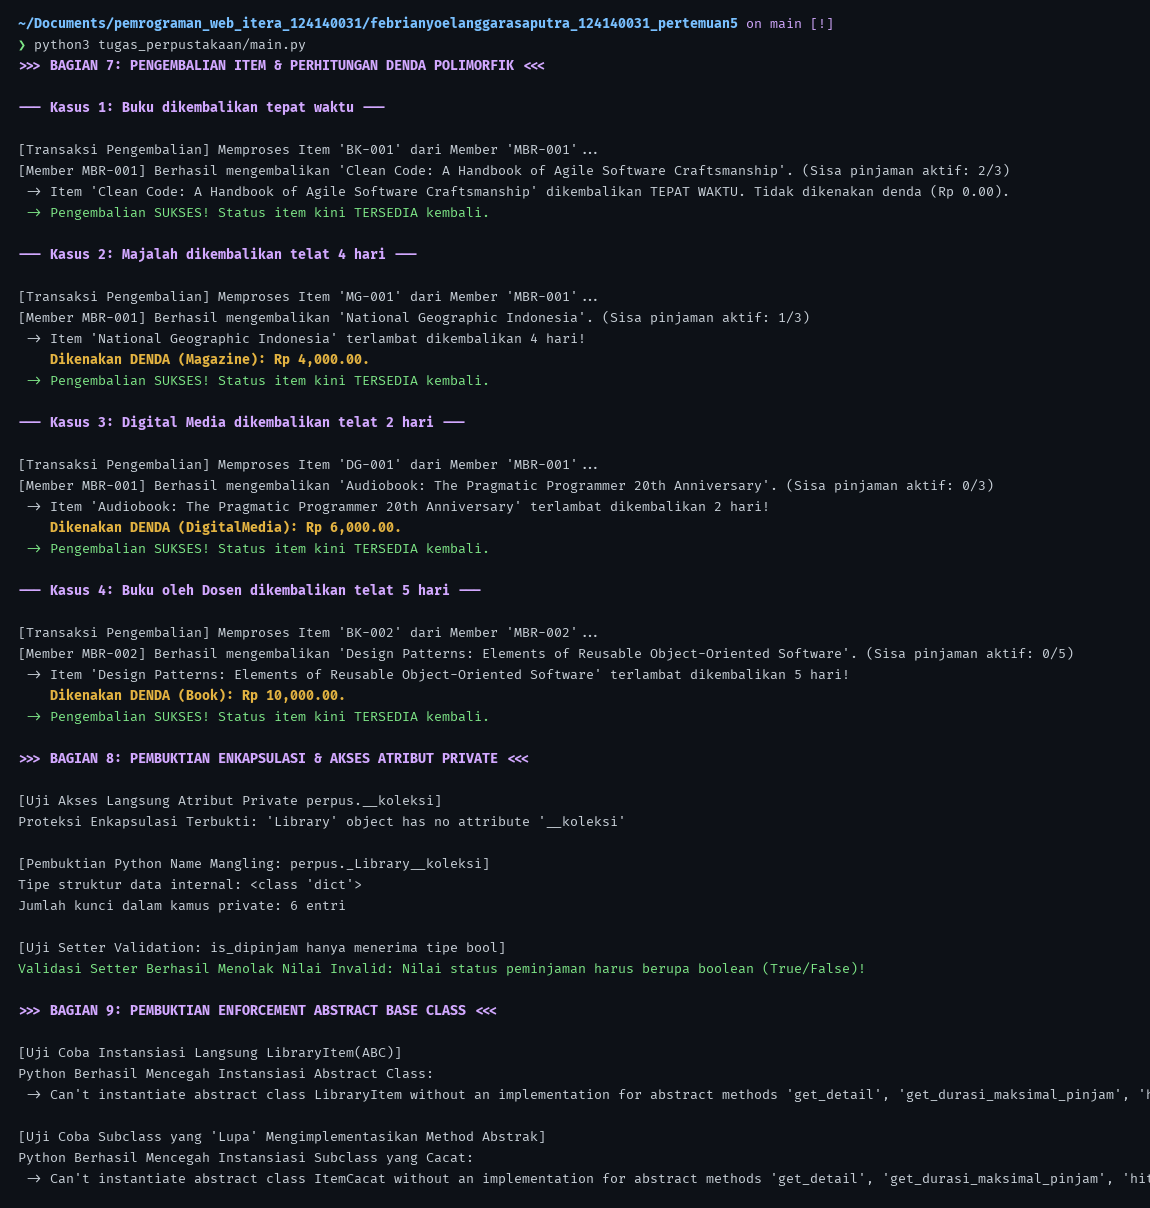 ~/Documents/pemrograman_web_itera_124140031/febrianyoelanggarasaputra_124140031_pertemuan5 on main [!]
❯ python3 tugas_perpustakaan/main.py
>>> BAGIAN 7: PENGEMBALIAN ITEM & PERHITUNGAN DENDA POLIMORFIK <<<
--- Kasus 1: Buku dikembalikan tepat waktu ---
[Transaksi Pengembalian] Memproses Item 'BK-001' dari Member 'MBR-001'...
[Member MBR-001] Berhasil mengembalikan 'Clean Code: A Handbook of Agile Software Craftsmanship'. (Sisa pinjaman aktif: 2/3)
-> Item 'Clean Code: A Handbook of Agile Software Craftsmanship' dikembalikan TEPAT WAKTU. Tidak dikenakan denda (Rp 0.00).
-> Pengembalian SUKSES! Status item kini TERSEDIA kembali.
--- Kasus 2: Majalah dikembalikan telat 4 hari ---
[Transaksi Pengembalian] Memproses Item 'MG-001' dari Member 'MBR-001'...
[Member MBR-001] Berhasil mengembalikan 'National Geographic Indonesia'. (Sisa pinjaman aktif: 1/3)
-> Item 'National Geographic Indonesia' terlambat dikembalikan 4 hari!
Dikenakan DENDA (Magazine): Rp 4,000.00.
-> Pengembalian SUKSES! Status item kini TERSEDIA kembali.
--- Kasus 3: Digital Media dikembalikan telat 2 hari ---
[Transaksi Pengembalian] Memproses Item 'DG-001' dari Member 'MBR-001'...
[Member MBR-001] Berhasil mengembalikan 'Audiobook: The Pragmatic Programmer 20th Anniversary'. (Sisa pinjaman aktif: 0/3)
-> Item 'Audiobook: The Pragmatic Programmer 20th Anniversary' terlambat dikembalikan 2 hari!
Dikenakan DENDA (DigitalMedia): Rp 6,000.00.
-> Pengembalian SUKSES! Status item kini TERSEDIA kembali.
--- Kasus 4: Buku oleh Dosen dikembalikan telat 5 hari ---
[Transaksi Pengembalian] Memproses Item 'BK-002' dari Member 'MBR-002'...
[Member MBR-002] Berhasil mengembalikan 'Design Patterns: Elements of Reusable Object-Oriented Software'. (Sisa pinjaman aktif: 0/5)
-> Item 'Design Patterns: Elements of Reusable Object-Oriented Software' terlambat dikembalikan 5 hari!
Dikenakan DENDA (Book): Rp 10,000.00.
-> Pengembalian SUKSES! Status item kini TERSEDIA kembali.
>>> BAGIAN 8: PEMBUKTIAN ENKAPSULASI & AKSES ATRIBUT PRIVATE <<<
[Uji Akses Langsung Atribut Private perpus.__koleksi]
Proteksi Enkapsulasi Terbukti: 'Library' object has no attribute '__koleksi'
[Pembuktian Python Name Mangling: perpus._Library__koleksi]
Tipe struktur data internal: <class 'dict'>
Jumlah kunci dalam kamus private: 6 entri
[Uji Setter Validation: is_dipinjam hanya menerima tipe bool]
Validasi Setter Berhasil Menolak Nilai Invalid: Nilai status peminjaman harus berupa boolean (True/False)!
>>> BAGIAN 9: PEMBUKTIAN ENFORCEMENT ABSTRACT BASE CLASS <<<
[Uji Coba Instansiasi Langsung LibraryItem(ABC)]
Python Berhasil Mencegah Instansiasi Abstract Class:
-> Can't instantiate abstract class LibraryItem without an implementation for abstract methods 'get_detail', 'get_durasi_maksimal_pinjam',
[Uji Coba Subclass yang 'Lupa' Mengimplementasikan Method Abstrak]
Python Berhasil Mencegah Instansiasi Subclass yang Cacat:
-> Can't instantiate abstract class ItemCacat without an implementation for abstract methods 'get_detail', 'get_durasi_maksimal_pinjam',